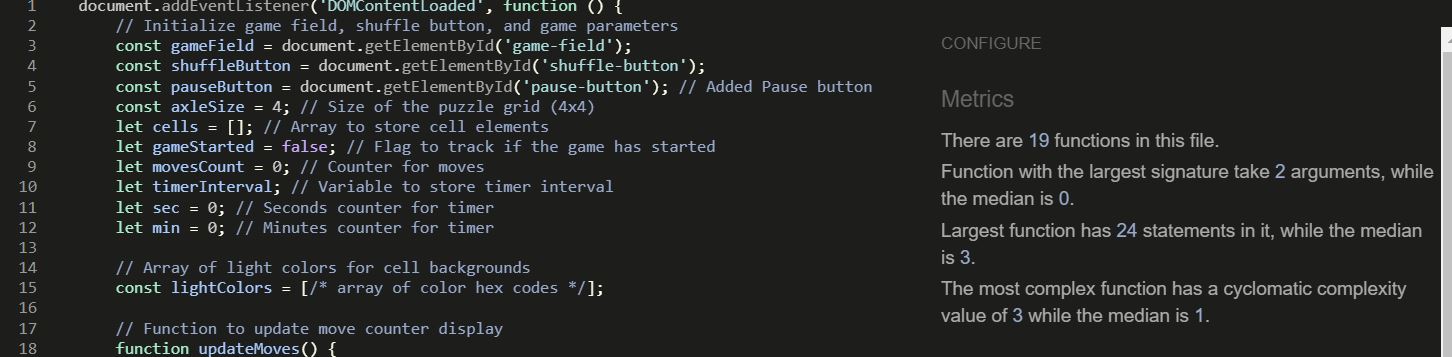 1 document.addEventListener('DOMContentLoaded', function () {
2 // Initialize game field, shuffle button, and game parameters
3 const gameField = document.getElementById('game-field');
4 const shuffleButton = document.getElementById('shuffle-button');
5 const pauseButton = document.getElementById('pause-button'); // Added Pause button
6 const axleSize = 4; // Size of the puzzle grid (4x4)
7 let cells = []; // Array to store cell elements
8 let gameStarted = false; // Flag to track if the game has started
9 let movesCount = 0; // Counter for moves
10 let timerInterval; // Variable to store timer interval
11 let sec = 0; // Seconds counter for timer
12 let min = 0; // Minutes counter for timer
13
14 // Array of light colors for cell backgrounds
15 const lightColors = [/* array of color hex codes */];
16
17 // Function to update move counter display
18 function updateMoves() {
CONFIGURE
Metrics
There are 19 functions in this file.
Function with the largest signature take 2 arguments, while
the median is 0.
Largest function has 24 statements in it, while the median
is 3.
The most complex function has a cyclomatic complexity
value of 3 while the median is 1.